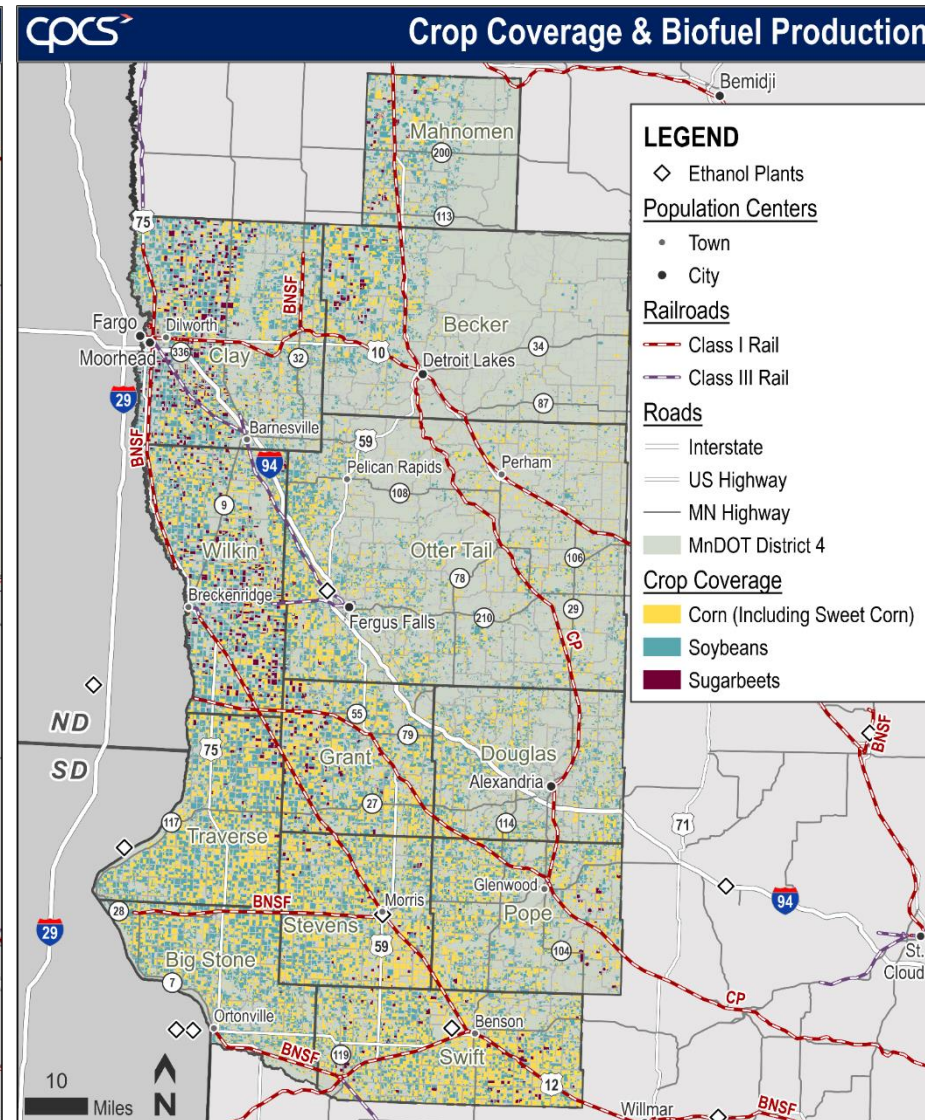 CPCS
Crop Coverage & Biofuel Production
Bemidji
Mahnomen
200
113
75
LEGEND
Ethanol Plants
Population Centers
Town
City
Railroads
Class I Rail
Class III Rail
Roads
Interstate
US Highway
MN Highway
MnDOT District 4
Crop Coverage
Corn (Including Sweet Corn)
Soybeans
Sugarbeets
BNSF
Becker
Fargo
Dilworth
Moorhead
336
Clay
32
10
34
Detroit Lakes
29
87
BNSF
Barnesville
59
94
Pelican Rapids
Perham
108
9
Wilkin
Otter Tail
106
78
Breckenridge
210
29
Fergus Falls
CP
ND
SD
55
75
79
Grant
Douglas
BNSF
Alexandria
27
117
114
71
Traverse
Glenwood
94
28
BNSF
Morris
Stevens
Pope
29
59
104
St.
Cloud
Big Stone
7
CP
Ortonville
Benson
BNSF
119
Swift
12
10
Miles
N
Willmar
BNSF